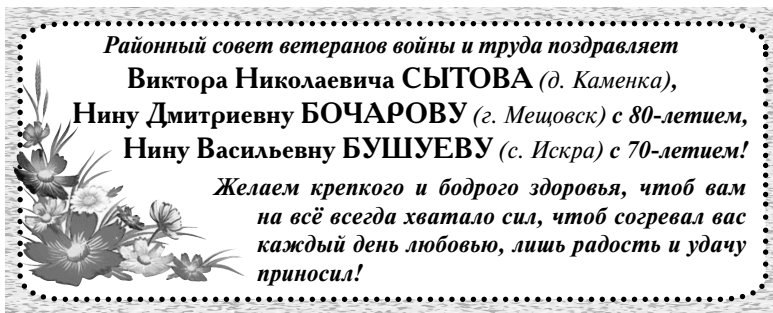 Районный совет ветеранов войны и труда поздравляет
Виктора Николаевича СЫТОВА (д. Каменка),
Нину Дмитриевну БОЧАРОВУ (г. Мещовск) с 80-летием,
Нину Васильевну БУШУЕВУ (с. Искра) с 70-летием!
Желаем крепкого и бодрого здоровья, чтоб вам
на всё всегда хватало сил, чтоб согревал вас
каждый день любовью, лишь радость и удачу
приносил!